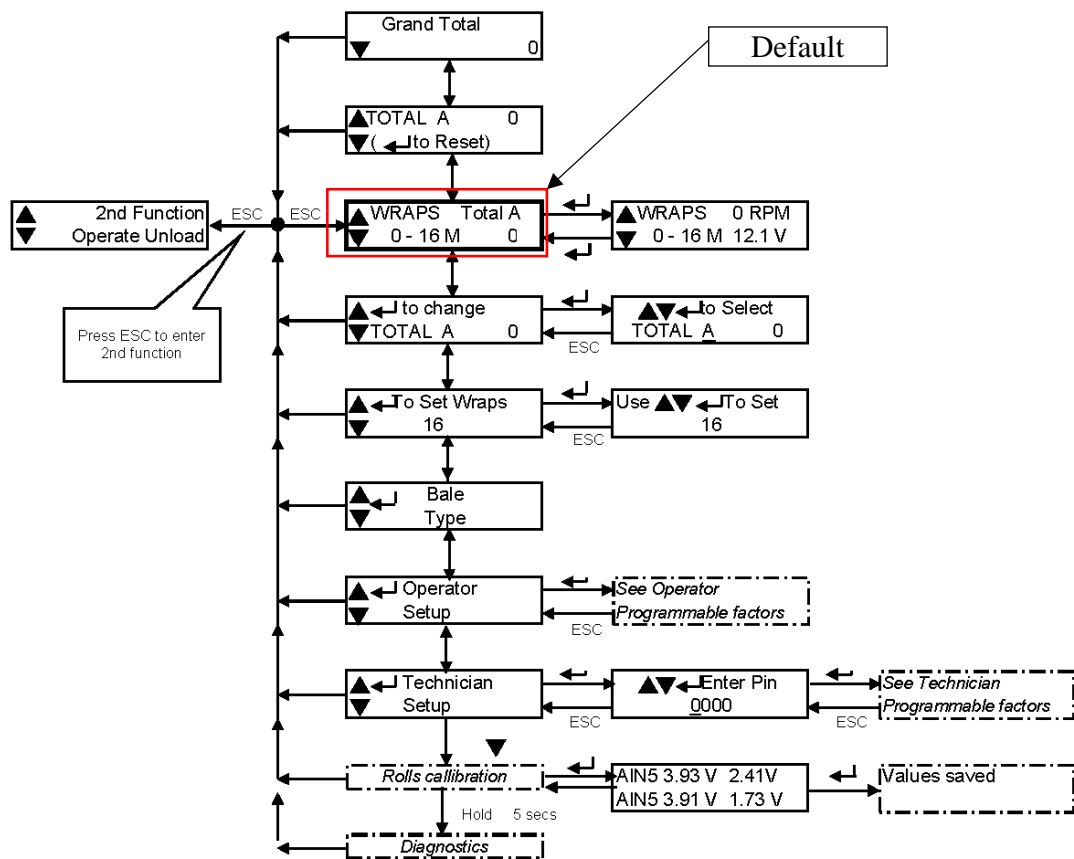 Grand Total
0
Default
TOTAL A 0
( to Reset)
2nd Function
Operate Unload
ESC
ESC
WRAPS Total A
0 - 16 M 0
WRAPS 0 RPM
0 - 16 M 12.1 V
Press ESC to enter
2nd function
to change
TOTAL A 0
to Select
TOTAL A 0
ESC
To Set Wraps
16
Use To Set
16
ESC
Bale
Type
Operator
Setup
See Operator
Programmable factors
ESC
Technician
Setup
Enter Pin
0000
ESC
See Technician
Programmable factors
ESC
Rolls callibration
AIN5 3.93 V 2.41V
AIN5 3.91 V 1.73 V
Values saved
Hold 5 secs
Diagnostics